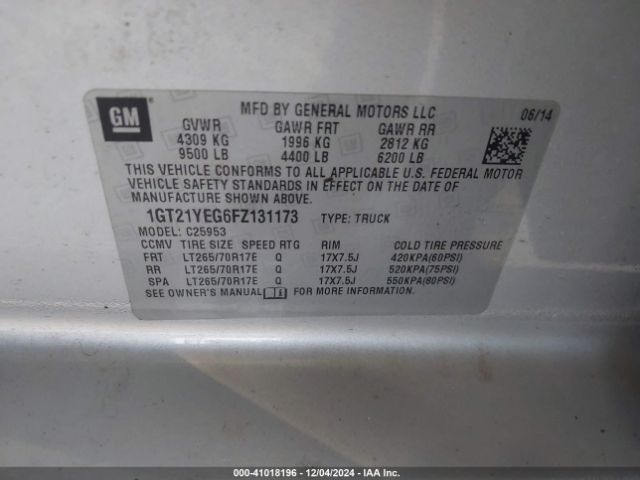 GM
MFD BY GENERAL MOTORS LLC
06/14
GVWR GAWR FRT GAWR RR
4309 KG 1996 KG 2812 KG
9500 LB 4400 LB 6200 LB
THIS VEHICLE CONFORMS TO ALL APPLICABLE U.S. FEDERAL MOTOR
VEHICLE SAFETY STANDARDS IN EFFECT ON THE DATE OF
MANUFACTURE SHOWN ABOVE.
1GT21YEG6FZ131173 TYPE: TRUCK
MODEL: C25953
CCMV TIRE SIZE SPEED RTG RIM COLD TIRE PRESSURE
FRT LT265/70R17E Q 17X7.5J 420KPA(60PSI)
RR LT265/70R17E Q 17X7.5J 520KPA(75PSI)
SPA LT265/70R17E Q 17X7.5J 550KPA(80PSI)
SEE OWNER'S MANUAL FOR MORE INFORMATION.
000-41018196 - 12/04/2024 - IAA Inc.